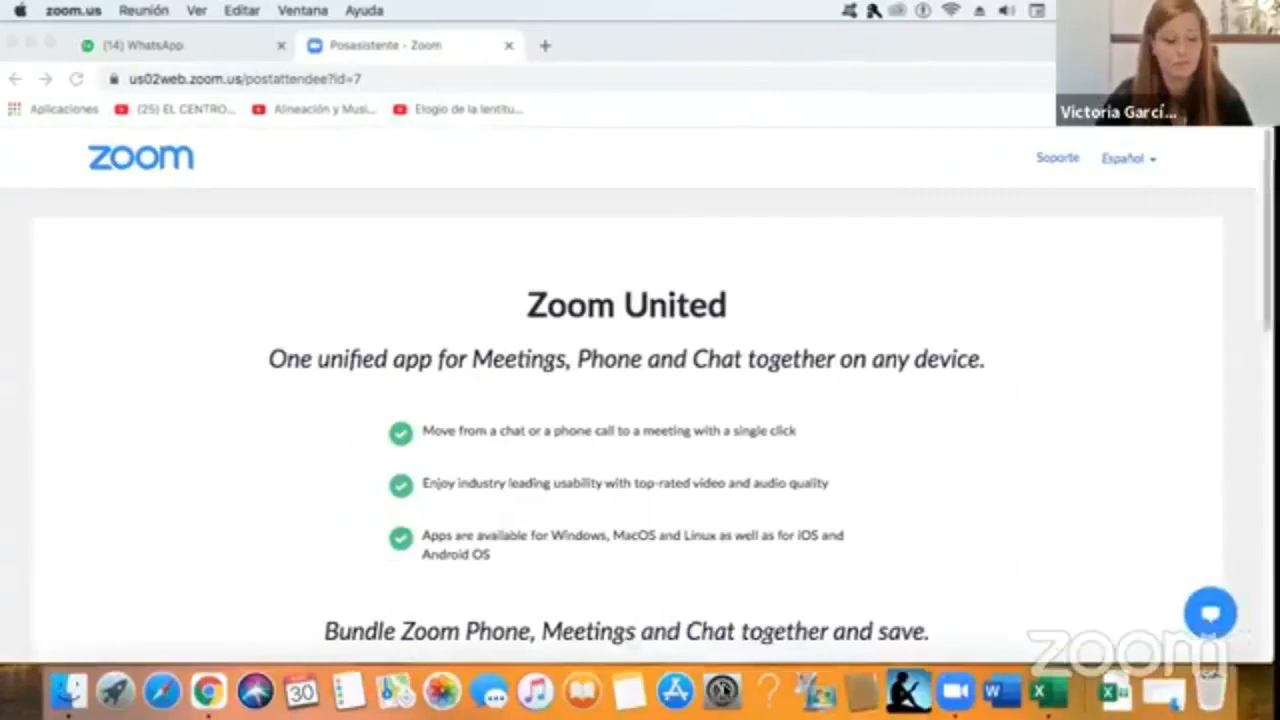 zoom.us Reunión Ver Editar Ventana Ayuda
(14) WhatsApp
Posasistente - Zoom
us02web.zoom.us/postattendee?id=7
Aplicaciones
(25) EL CENTRO...
Alineación y Musi...
Elogio de la lentitu...
Victoria Garcí...
zoom
Soporte
Español
Zoom United
One unified app for Meetings, Phone and Chat together on any device.
Move from a chat or a phone call to a meeting with a single click
Enjoy industry leading usability with top-rated video and audio quality
Apps are available for Windows, MacOS and Linux as well as for iOS and
Android OS
Bundle Zoom Phone, Meetings and Chat together and save.
zoom
30
W
X